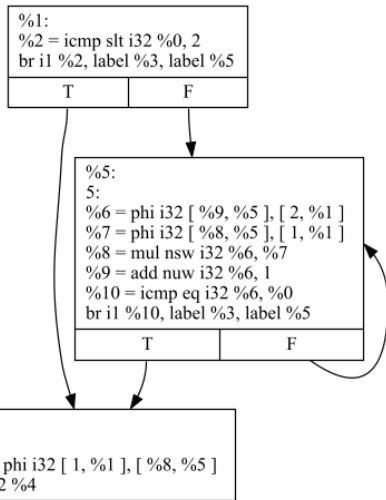 %1:
%2 = icmp slt i32 %0, 2
br i1 %2, label %3, label %5
T F
%5:
5:
%6 = phi i32 [ %9, %5 ], [ 2, %1 ]
%7 = phi i32 [ %8, %5 ], [ 1, %1 ]
%8 = mul nsw i32 %6, %7
%9 = add nuw i32 %6, 1
%10 = icmp eq i32 %6, %0
br i1 %10, label %3, label %5
T F
phi i32 [ 1, %1 ], [ %8, %5 ]
2 %4